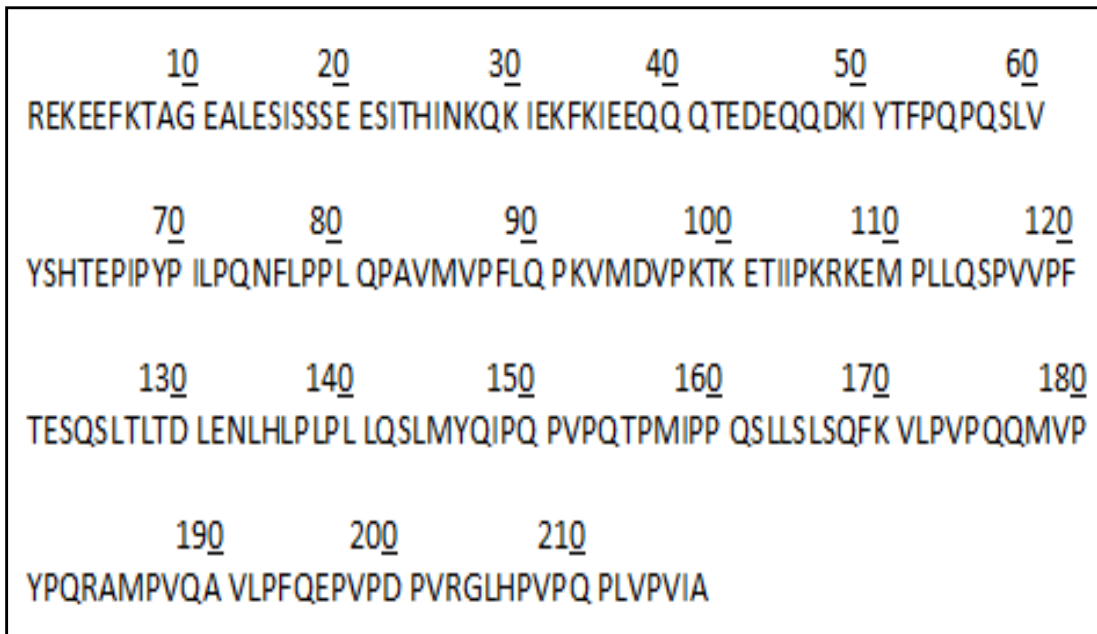 10 20 30 40 50 60
REKEEFKTAG EALESISSSE ESITHINKQK IEKFKIEEQQ QTEDEQQDKI YTFPQPQSLV
70 80 90 100 110 120
YSHTEPIPYP ILPQNFLPPL QPAVMVPFLQ PKVMDVPKTK ETIIPKRKEM PLLQSPVVPF
130 140 150 160 170 180
TESQSLTLTD LENLHLPLPL LQSLMYQIPQ PVPQTPMIPP QSLLSLSQFK VLPVPQQMVP
190 200 210
YPQRAMPVQA VLPFQEPVPD PVRGLHPVPQ PLVPVIA